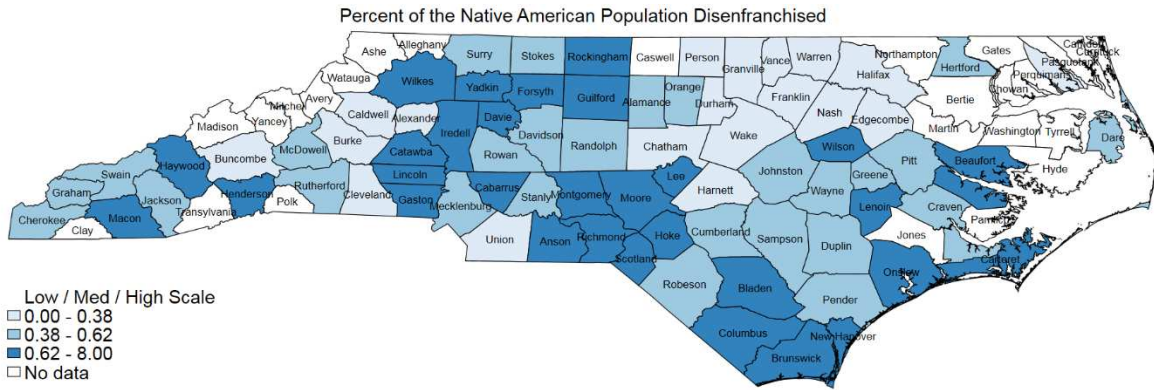 Percent of the Native American Population Disenfranchised
Ashe
Alleghany
Surry
Stokes
Rockingham
Caswell
Person
Granville
Vance
Warren
Northampton
Hertford
Gates
Camden
Currituck
Pasquotank
Perquimans
Chowan
Watauga
Wilkes
Yadkin
Forsyth
Guilford
Alamance
Orange
Durham
Franklin
Halifax
Bertie
Mitchell
Avery
Caldwell
Alexander
Iredell
Davie
Davidson
Randolph
Chatham
Wake
Nash
Edgecombe
Martin
Washington
Tyrrell
Dare
Madison
Yancey
Haywood
Buncombe
McDowell
Burke
Catawba
Rowan
Lee
Johnston
Wilson
Pitt
Beaufort
Hyde
Swain
Graham
Cherokee
Clay
Macon
Jackson
Transylvania
Henderson
Polk
Rutherford
Cleveland
Lincoln
Gaston
Mecklenburg
Cabarrus
Stanly
Montgomery
Moore
Harnett
Wayne
Greene
Lenoir
Craven
Pamlico
Jones
Carteret
Union
Anson
Richmond
Scotland
Hoke
Cumberland
Sampson
Duplin
Onslow
Robeson
Bladen
Pender
Columbus
Brunswick
New Hanover
Low / Med / High Scale
0.00 - 0.38
0.38 - 0.62
0.62 - 8.00
No data